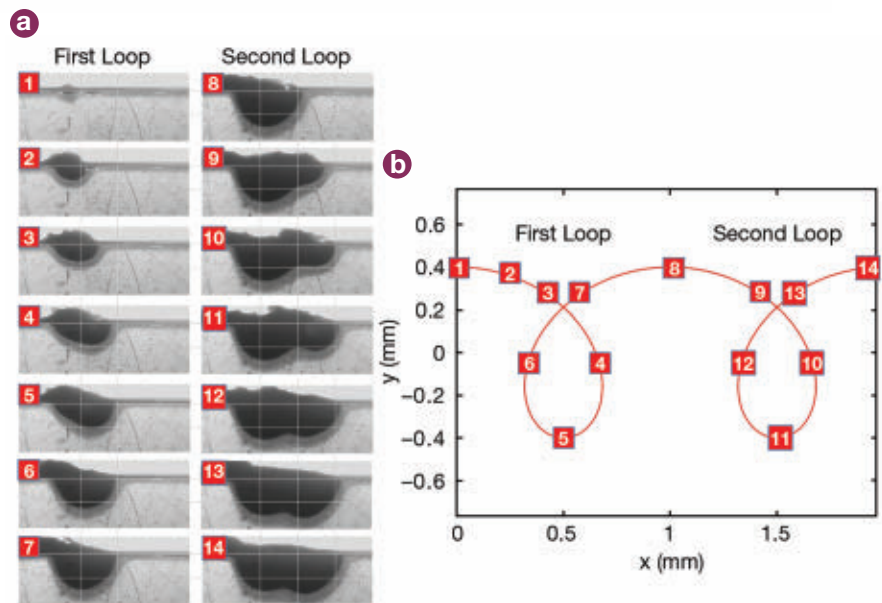 a
First Loop Second Loop
1 8
2 9
3 10
4 11
5 12
6 13
7 14
b
0.6
0.4
0.2
0
−0.2
−0.4
−0.6
y (mm)
First Loop Second Loop
1 2 3 7 8 9 13 14
6 4 12 10
5 11
0 0.5 1 1.5
x (mm)